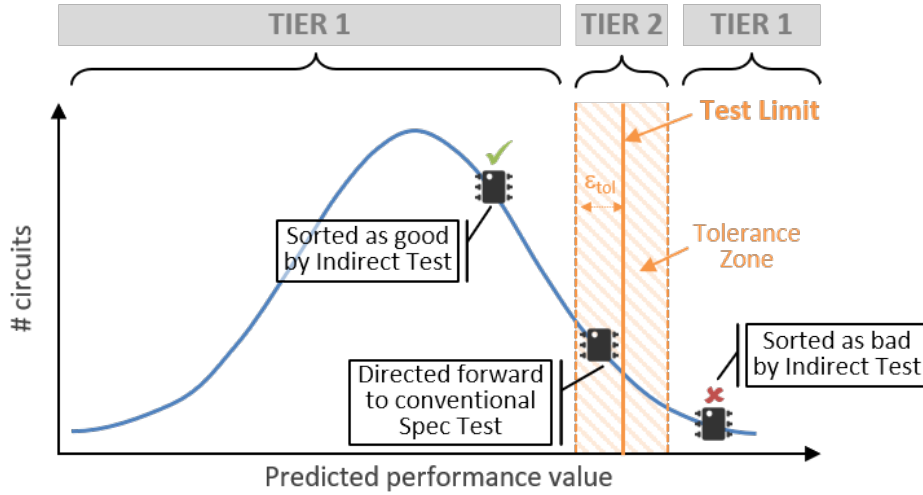 TIER 1
TIER 2
TIER 1
Test Limit
εtol
Sorted as good
by Indirect Test
Tolerance
Zone
# circuits
Sorted as bad
by Indirect Test
Directed forward
to conventional
Spec Test
Predicted performance value